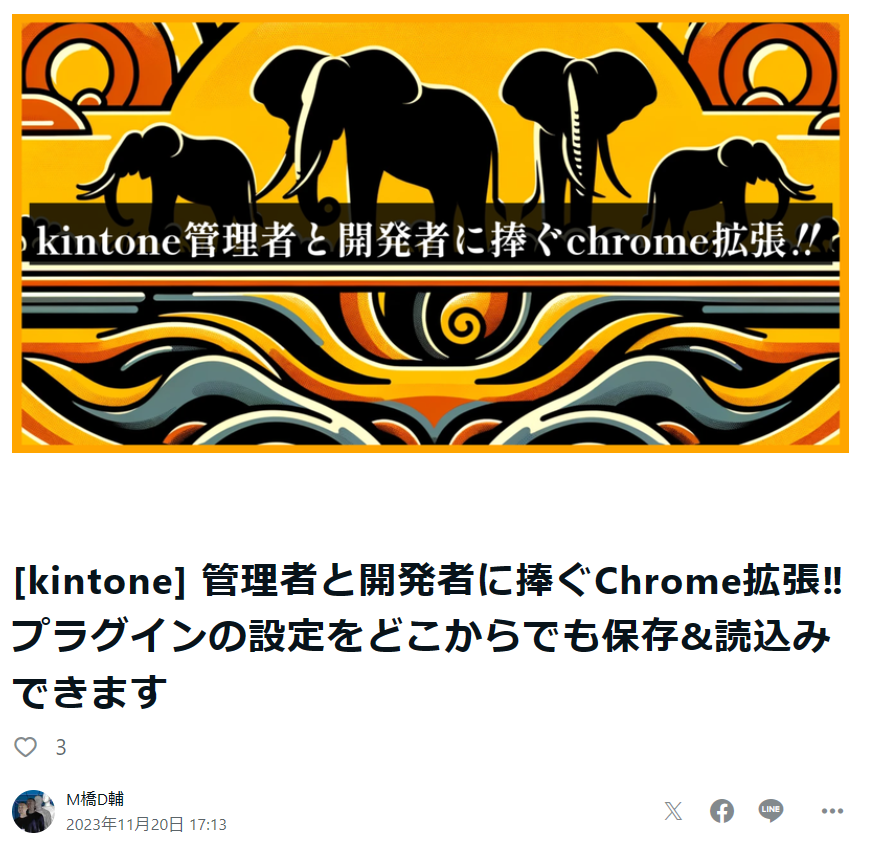 kintone管理者と開発者に捧ぐchrome拡張!!
[kintone] 管理者と開発者に捧ぐChrome拡張!!
プラグインの設定をどこからでも保存&読込み
できます
3
M橋D輔
2023年11月20日 17:13
LINE